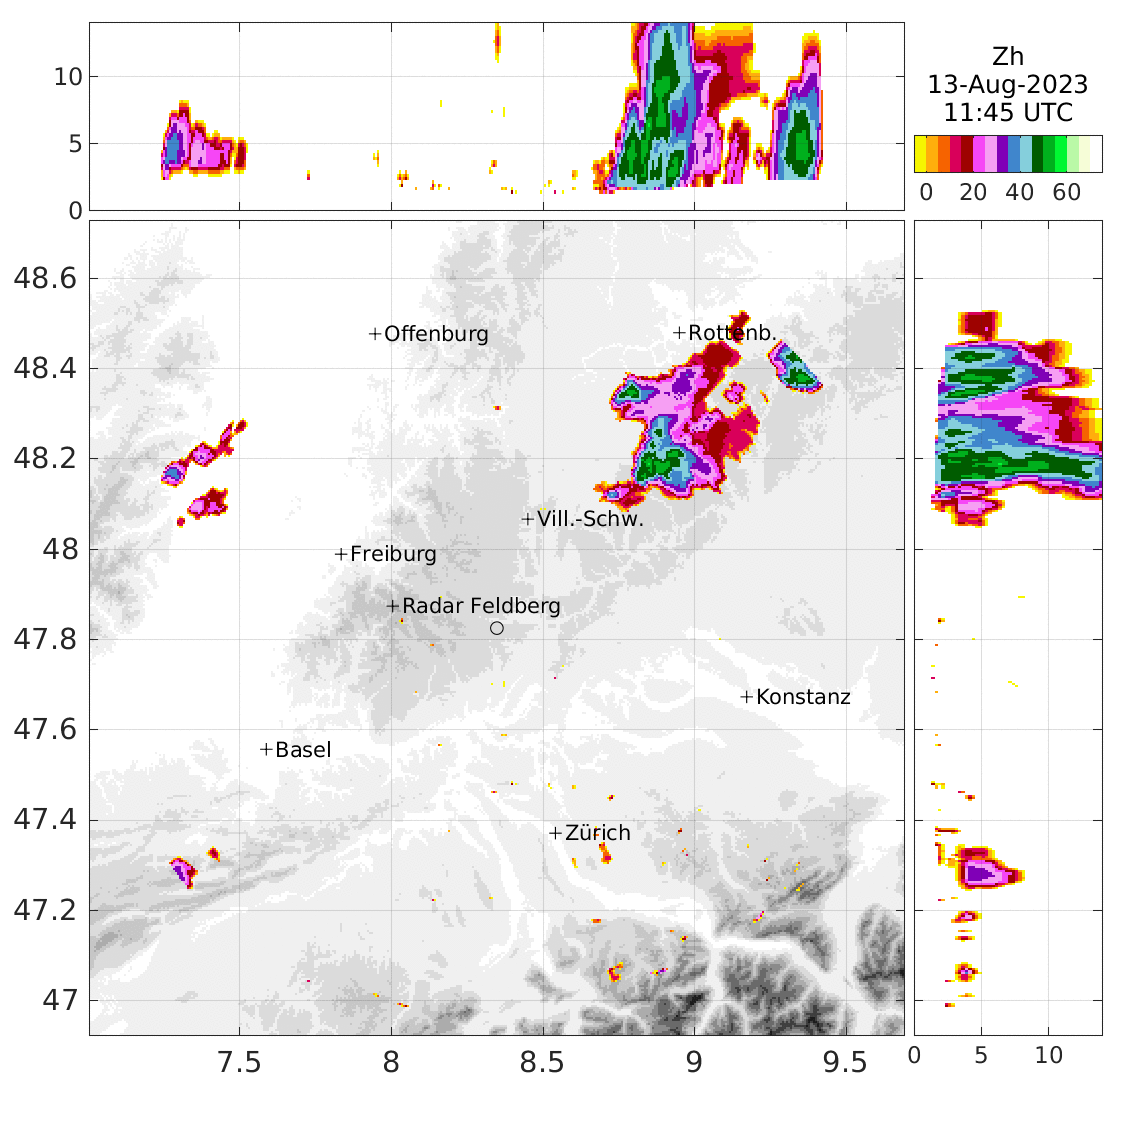 10
5
0
Zh
13-Aug-2023
11:45 UTC
0 20 40 60
48.6
48.4
48.2
48
47.8
47.6
47.4
47.2
47
+Offenburg
+Rottenb.
+Vill.-Schw.
+Freiburg
+Radar Feldberg
+Konstanz
+Basel
+Zürich
7.5 8 8.5 9 9.5
0 5 10